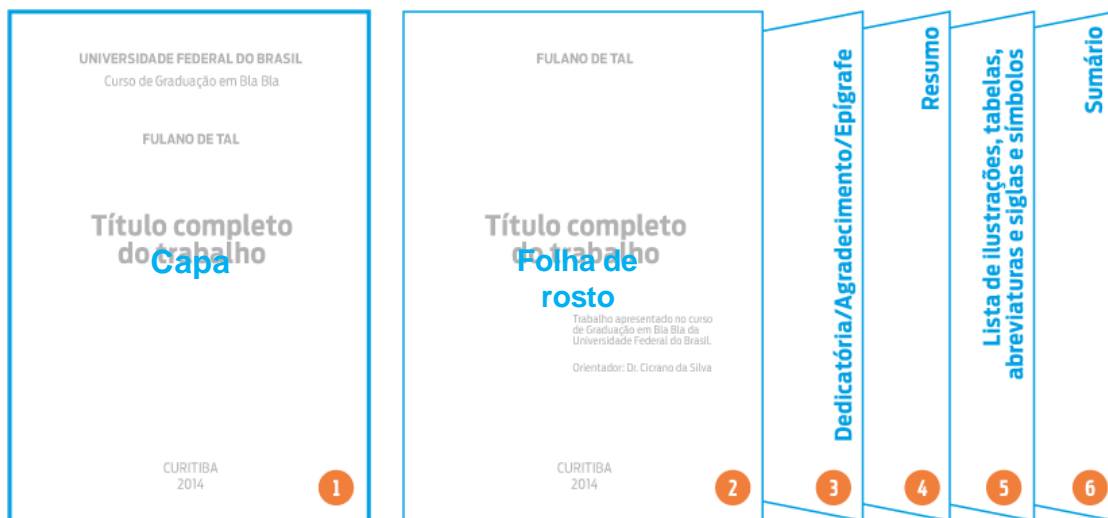 UNIVERSIDADE FEDERAL DO BRASIL
Curso de Graduação em Bla Bla
FULANO DE TAL
Título completo
do trabalho
Capa
CURITIBA
2014
1
FULANO DE TAL
Título completo
do trabalho
Folha de
rosto
Trabalho apresentado no curso
de Graduação em Bla Bla da
Universidade Federal do Brasil.
Orientador: Dr. Cicrano da Silva
CURITIBA
2014
2
Dedicatória/Agradecimento/Epígrafe
3
Resumo
4
Lista de ilustrações, tabelas,
abreviaturas e siglas e símbolos
5
Sumário
6